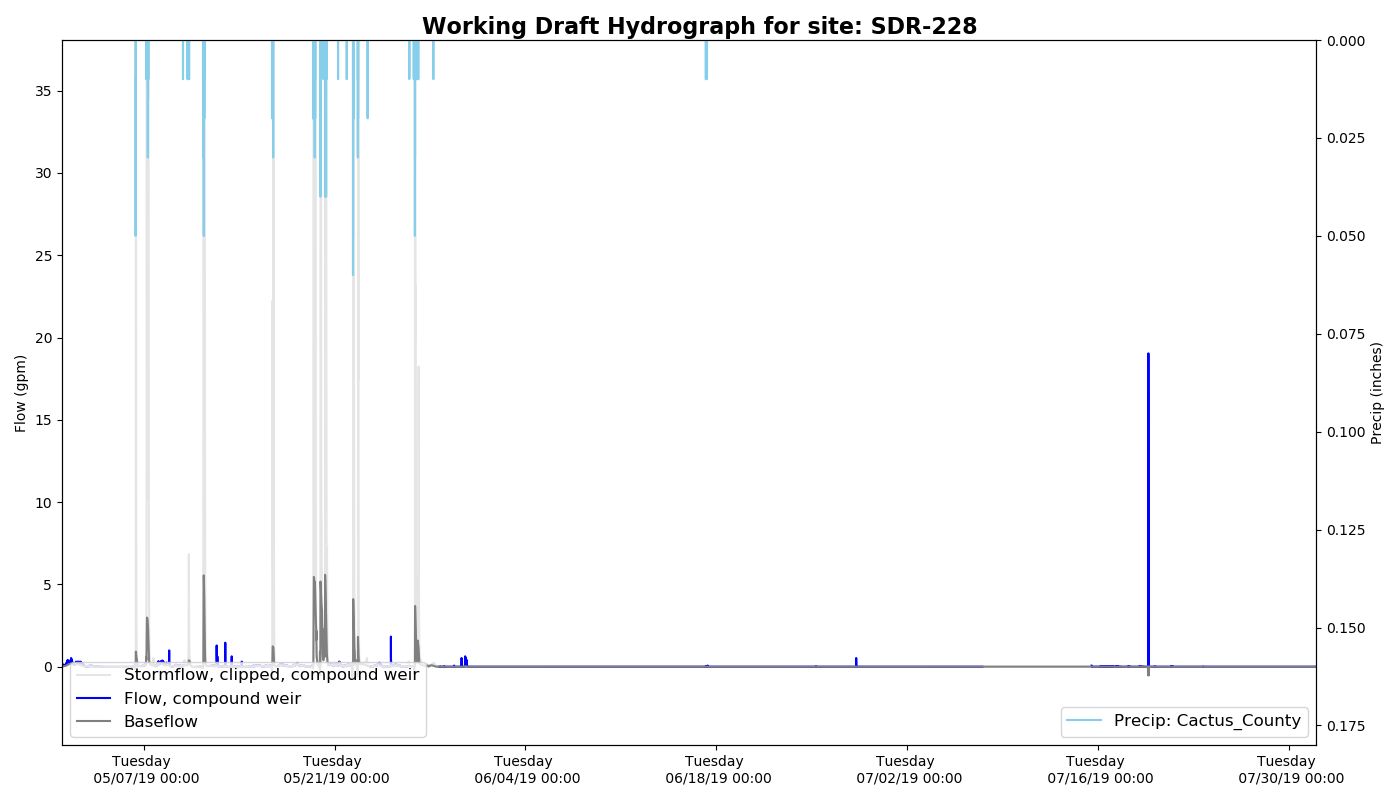 Working Draft Hydrograph for site: SDR-228
Flow (gpm)
35
30
25
20
15
10
5
0
0.000
0.025
0.050
0.075
0.100
0.125
0.150
0.175
Precip (inches)
Stormflow, clipped, compound weir
Flow, compound weir
Baseflow
Precip: Cactus_County
Tuesday
05/07/19 00:00
Tuesday
05/21/19 00:00
Tuesday
06/04/19 00:00
Tuesday
06/18/19 00:00
Tuesday
07/02/19 00:00
Tuesday
07/16/19 00:00
Tuesday
07/30/19 00:00